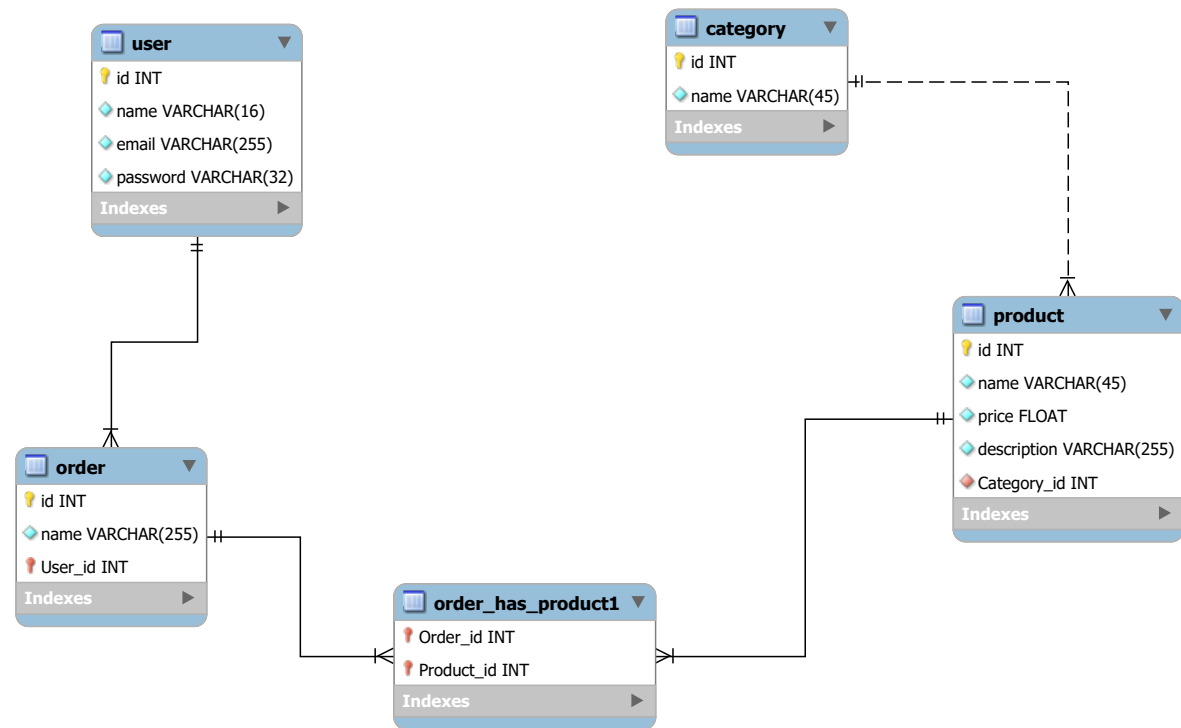 user
id INT
name VARCHAR(16)
email VARCHAR(255)
password VARCHAR(32)
Indexes
category
id INT
name VARCHAR(45)
Indexes
product
id INT
name VARCHAR(45)
price FLOAT
description VARCHAR(255)
Category_id INT
Indexes
order
id INT
name VARCHAR(255)
User_id INT
Indexes
order_has_product1
Order_id INT
Product_id INT
Indexes